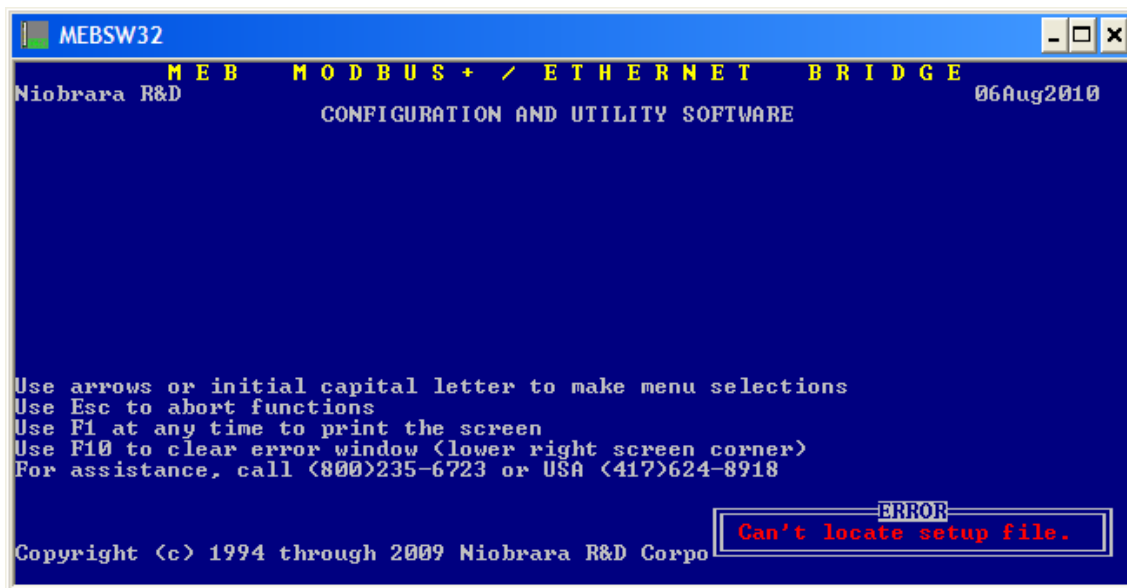 MEBSW32
M E B M O D B U S + / E T H E R N E T B R I D G E
Niobrara R&D 06Aug2010
CONFIGURATION AND UTILITY SOFTWARE
Use arrows or initial capital letter to make menu selections
Use Esc to abort functions
Use F1 at any time to print the screen
Use F10 to clear error window (lower right screen corner)
For assistance, call (800)235-6723 or USA (417)624-8918
ERROR
Can't locate setup file.
Copyright (c) 1994 through 2009 Niobrara R&D Corpo